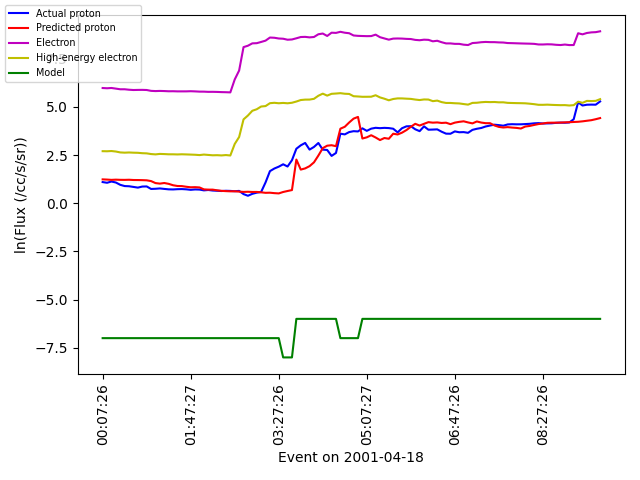 Actual proton
Predicted proton
Electron
High-energy electron
Model
5.0
2.5
0.0
−2.5
−5.0
−7.5
ln(Flux (/cc/s/sr))
00:07:26
01:47:27
03:27:26
05:07:27
06:47:26
08:27:26
Event on 2001-04-18